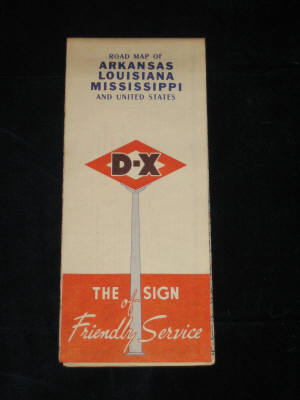 ROAD MAP OF
ARKANSAS
LOUISIANA
MISSISSIPPI
AND UNITED STATES
D-X
THE SIGN
of
Friendly Service